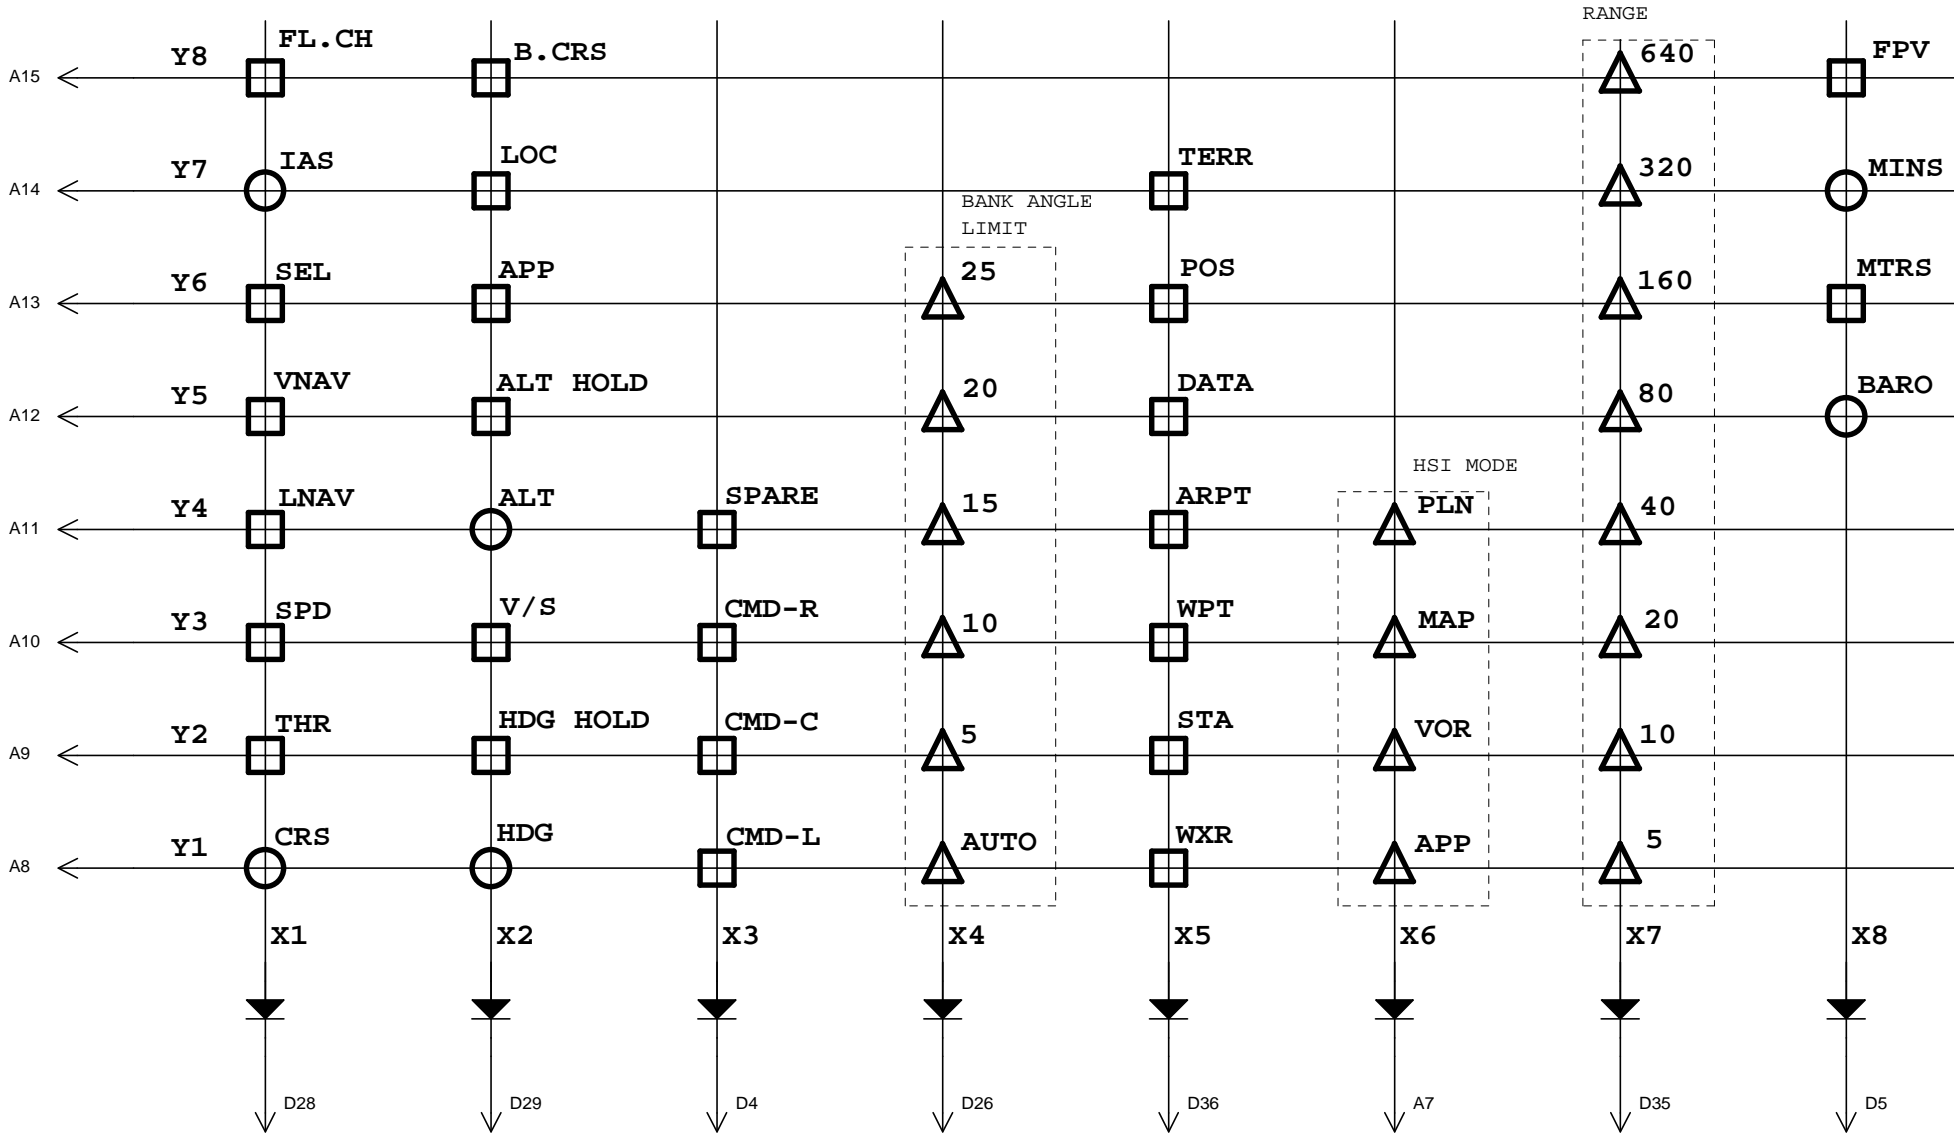 RANGE
Y8 FL.CH B.CRS 640 FPV
A15
Y7 IAS LOC TERR 320 MINS
A14
BANK ANGLE
LIMIT
Y6 SEL APP 25 POS 160 MTRS
A13
Y5 VNAV ALT HOLD 20 DATA 80 BARO
A12
HSI MODE
Y4 LNAV ALT SPARE 15 ARPT PLN 40
A11
Y3 SPD V/S CMD-R 10 WPT MAP 20
A10
Y2 THR HDG HOLD CMD-C 5 STA VOR 10
A9
Y1 CRS HDG CMD-L AUTO WXR APP 5
A8
X1 X2 X3 X4 X5 X6 X7 X8
D28 D29 D4 D26 D36 A7 D35 D5